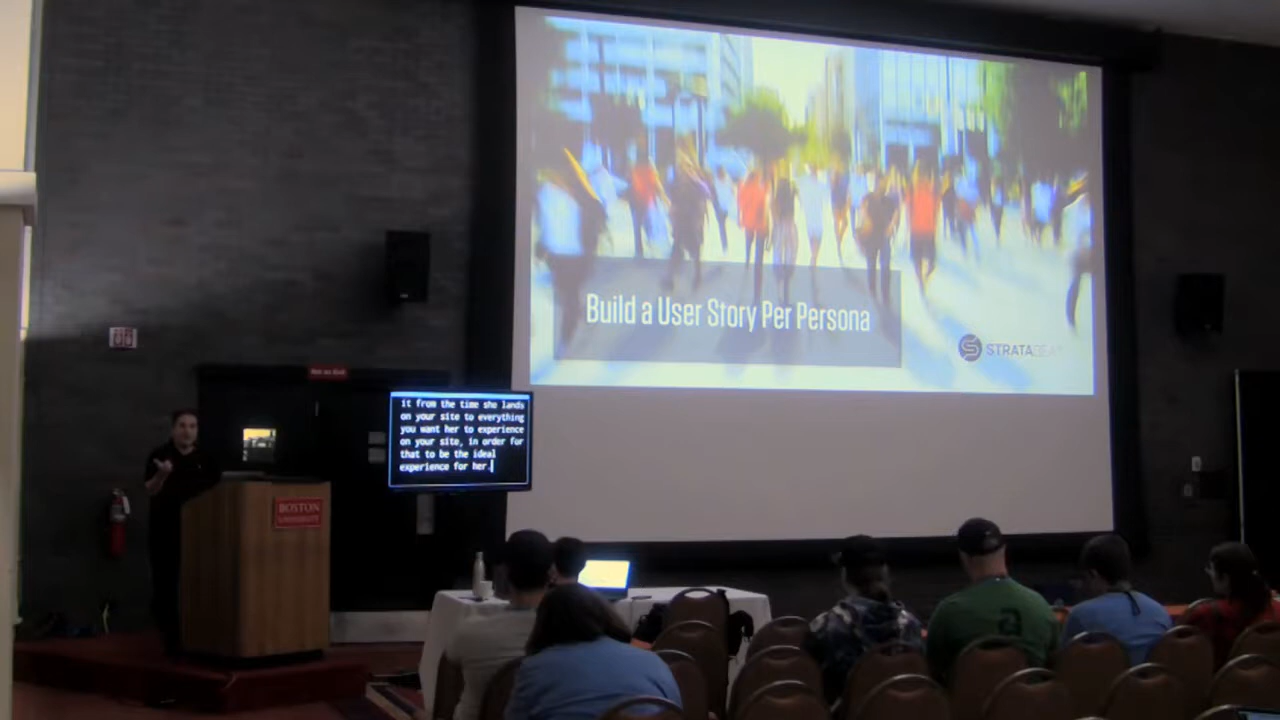 Build a User Story Per Persona
STRATABEAT
it from the time she lands
on your site to everything
you want her to experience
on your site, in order for
that to be the ideal
experience for her.
BOSTON
UNIVERSITY
a